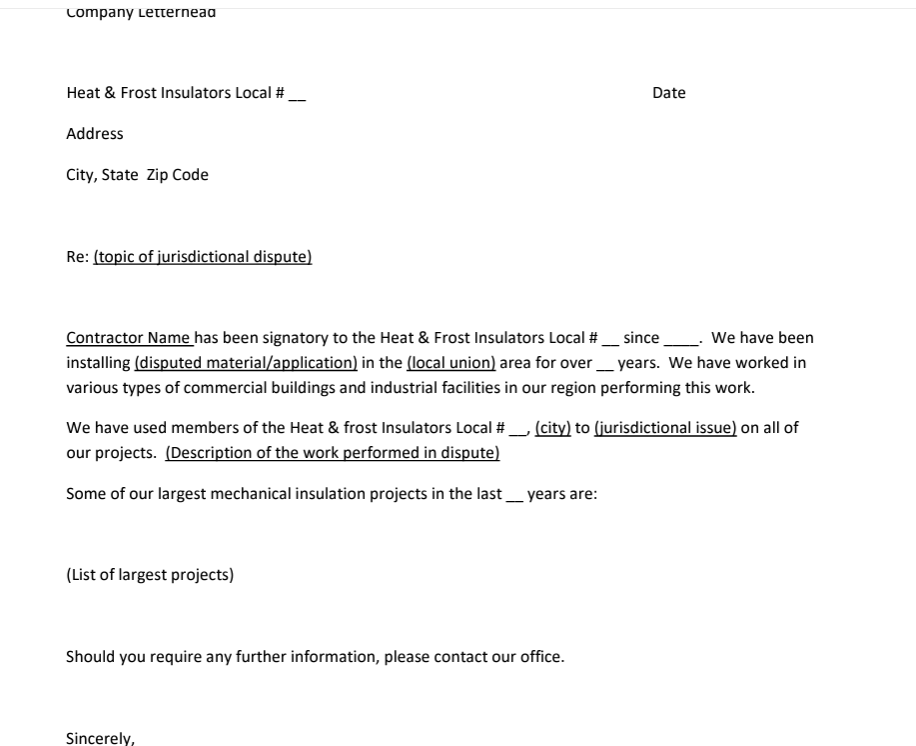 Company Letterhead
Heat & Frost Insulators Local # __ Date
Address
City, State  Zip Code
Re: (topic of jurisdictional dispute)
Contractor Name has been signatory to the Heat & Frost Insulators Local # __ since ____.  We have been
installing (disputed material/application) in the (local union) area for over __ years.  We have worked in
various types of commercial buildings and industrial facilities in our region performing this work.
We have used members of the Heat & frost Insulators Local # __, (city) to (jurisdictional issue) on all of
our projects.  (Description of the work performed in dispute)
Some of our largest mechanical insulation projects in the last __ years are:
(List of largest projects)
Should you require any further information, please contact our office.
Sincerely,